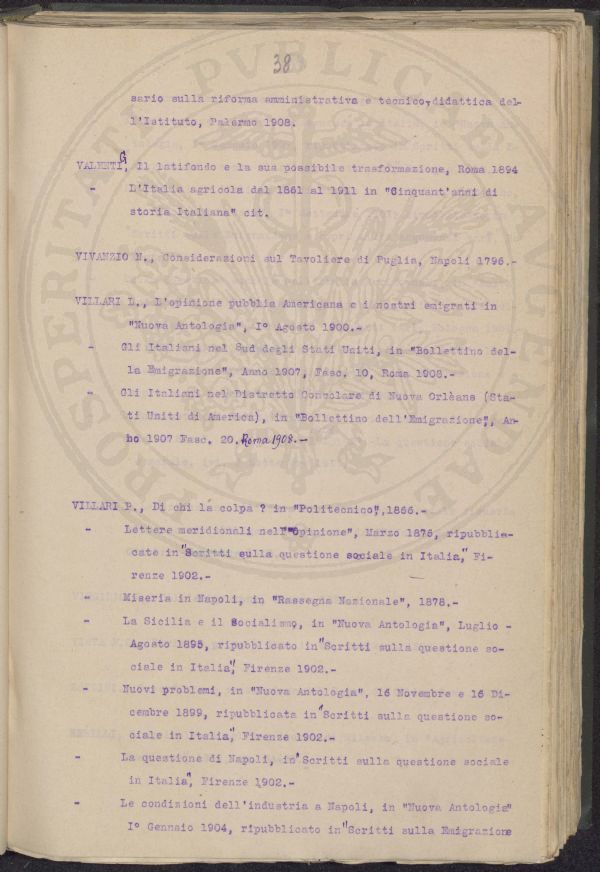 38
sario sulla riforma amministrativa e tecnico-didattica del-
l'Istituto, Palermo 1908.
VALENTI G, Il latifondo e la sua possibile trasformazione, Roma 1894
- D'Italia agricola dal 1861 al 1911 in "Cinquant'anni di
storia Italiana" cit.
VIVANZIO N., Considerazioni sul Tavoliere di Puglia, Napoli 1796.-
VILLARI L., L'opinione pubblia Americana e i nostri emigrati in
"Nuova Antologia", I° Agosto 1900.-
- Gli Italiani nel Sud degli Stati Uniti, in "Bollettino del-
la Emigrazione", Anno 1907, Fasc. 10, Roma 1908.-
- Gli Italiani nel Distretto Consolare di Nuova Orlèans (Sta-
ti Uniti di America), in "Bollettino dell'Emigrazione", An-
no 1907 Fasc. 20. Roma 1908.-
VILLARI P., Di chi la colpa ? in "Politecnico", 1866.-
- Lettere meridionali nell'"Opinione", Marzo 1876, ripubblia-
cate in "Scritti sulla questione sociale in Italia", Fi-
renze 1902.-
- Miseria in Napoli, in "Rassegna Nazionale", 1878.-
- La Sicilia e il Socialismo, in "Nuova Antologia", Luglio -
Agosto 1895, ripubblicato in "Scritti sulla questione so-
ciale in Italia", Firenze 1902.-
- Nuovi problemi, in "Nuova Antologia", 16 Novembre e 16 Di-
cembre 1899, ripubblicata in "Scritti sulla questione so-
ciale in Italia", Firenze 1902.-
- La questione di Napoli, in "Scritti sulla questione sociale
in Italia", Firenze 1902.-
- Le condizioni dell'industria a Napoli, in "Nuova Antologia"
I° Gennaio 1904, ripubblicato in "Scritti sulla Emigrazione
PVBLICAE
AVGENDAE
PROSPERITATI